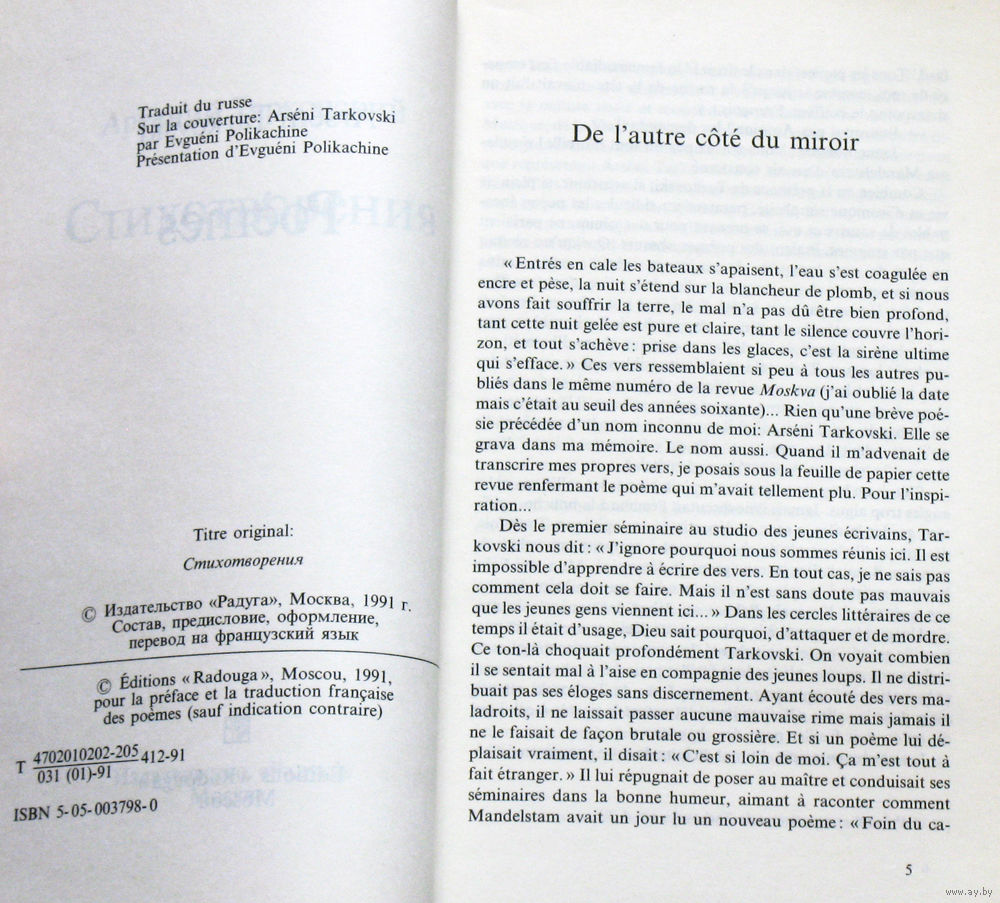 Traduit du russe
Sur la couverture: Arséni Tarkovski
par Evguéni Polikachine
Présentation d'Evguéni Polikachine
Titre original:
Стихотворения
© Издательство «Радуга», Москва, 1991 г.
Состав, предисловие, оформление,
перевод на французский язык
© Éditions «Radouga», Moscou, 1991,
pour la préface et la traduction française
des poèmes (sauf indication contraire)
Т 4702010202-205 412-91
031 (01)-91
ISBN 5-05-003798-0
De l'autre côté du miroir
« Entrés en cale les bateaux s'apaisent, l'eau s'est coagulée en
encre et pèse, la nuit s'étend sur la blancheur de plomb, et si nous
avons fait souffrir la terre, le mal n'a pas dû être bien profond,
tant cette nuit gelée est pure et claire, tant le silence couvre l'hori-
zon, et tout s'achève: prise dans les glaces, c'est la sirène ultime
qui s'efface. » Ces vers ressemblaient si peu à tous les autres pu-
bliés dans le même numéro de la revue Moskva (j'ai oublié la date
mais c'était au seuil des années soixante)... Rien qu'une brève poé-
sie précédée d'un nom inconnu de moi: Arséni Tarkovski. Elle se
grava dans ma mémoire. Le nom aussi. Quand il m'advenait de
transcrire mes propres vers, je posais sous la feuille de papier cette
revue renfermant le poème qui m'avait tellement plu. Pour l'inspi-
ration...
Dès le premier séminaire au studio des jeunes écrivains, Tar-
kovski nous dit: « J'ignore pourquoi nous sommes réunis ici. Il est
impossible d'apprendre à écrire des vers. En tout cas, je ne sais pas
comment cela doit se faire. Mais il n'est sans doute pas mauvais
que les jeunes gens viennent ici... » Dans les cercles littéraires de ce
temps il était d'usage, Dieu sait pourquoi, d'attaquer et de mordre.
Ce ton-là choquait profondément Tarkovski. On voyait combien
il se sentait mal à l'aise en compagnie des jeunes loups. Il ne distri-
buait pas ses éloges sans discernement. Ayant écouté des vers ma-
ladroits, il ne laissait passer aucune mauvaise rime mais jamais il
ne le faisait de façon brutale ou grossière. Et si un poème lui dé-
plaisait vraiment, il disait: « C'est si loin de moi. Ça m'est tout à
fait étranger. » Il lui répugnait de poser au maître et conduisait ses
séminaires dans la bonne humeur, aimant à raconter comment
Mandelstam avait un jour lu un nouveau poème: « Foin du ca-
5
www.ay.by